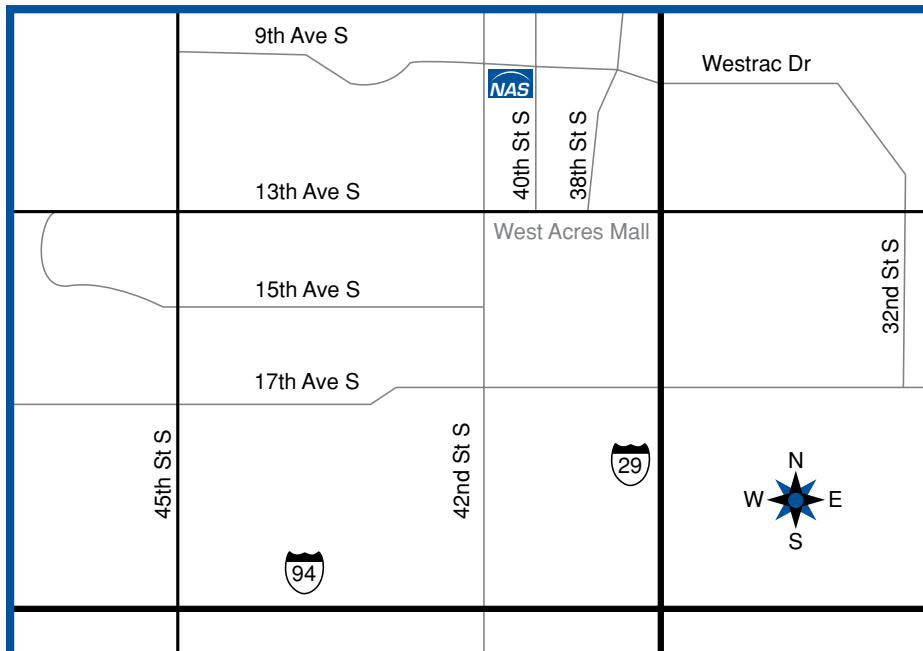 9th Ave S
Westrac Dr
NAS
40th St S
38th St S
13th Ave S
West Acres Mall
32nd St S
15th Ave S
17th Ave S
45th St S
42nd St S
29
N
W E
S
94